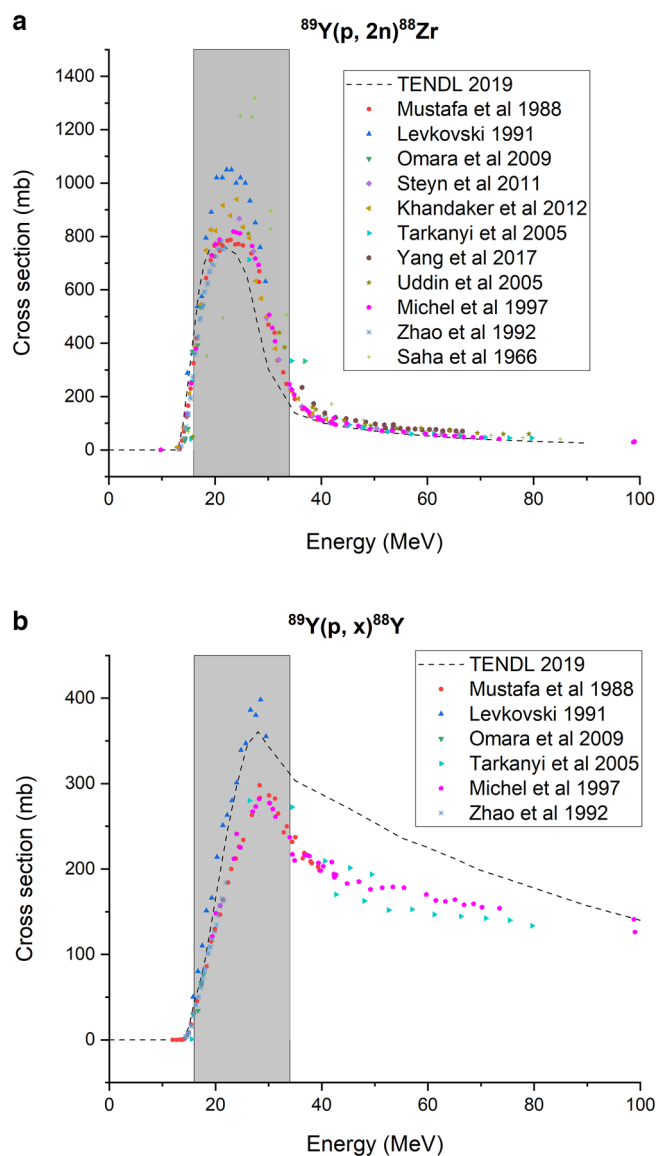 a
⁸⁹Y(p, 2n)⁸⁸Zr
1400
1200
1000
800
600
400
200
0
Cross section (mb)
TENDL 2019
Mustafa et al 1988
Levkovski 1991
Omara et al 2009
Steyn et al 2011
Khandaker et al 2012
Tarkanyi et al 2005
Yang et al 2017
Uddin et al 2005
Michel et al 1997
Zhao et al 1992
Saha et al 1966
0 20 40 60 80 100
Energy (MeV)
b
⁸⁹Y(p, x)⁸⁸Y
400
300
200
100
0
Cross section (mb)
TENDL 2019
Mustafa et al 1988
Levkovski 1991
Omara et al 2009
Tarkanyi et al 2005
Michel et al 1997
Zhao et al 1992
0 20 40 60 80 100
Energy (MeV)